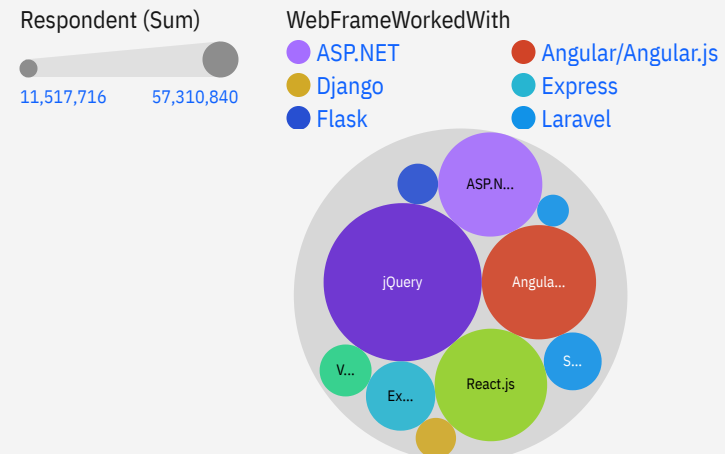 Respondent (Sum)
11,517,716 57,310,840
WebFrameWorkedWith
ASP.NET Angular/Angular.js
Django Express
Flask Laravel
ASP.N...
jQuery Angula...
V... S...
Ex... React.js